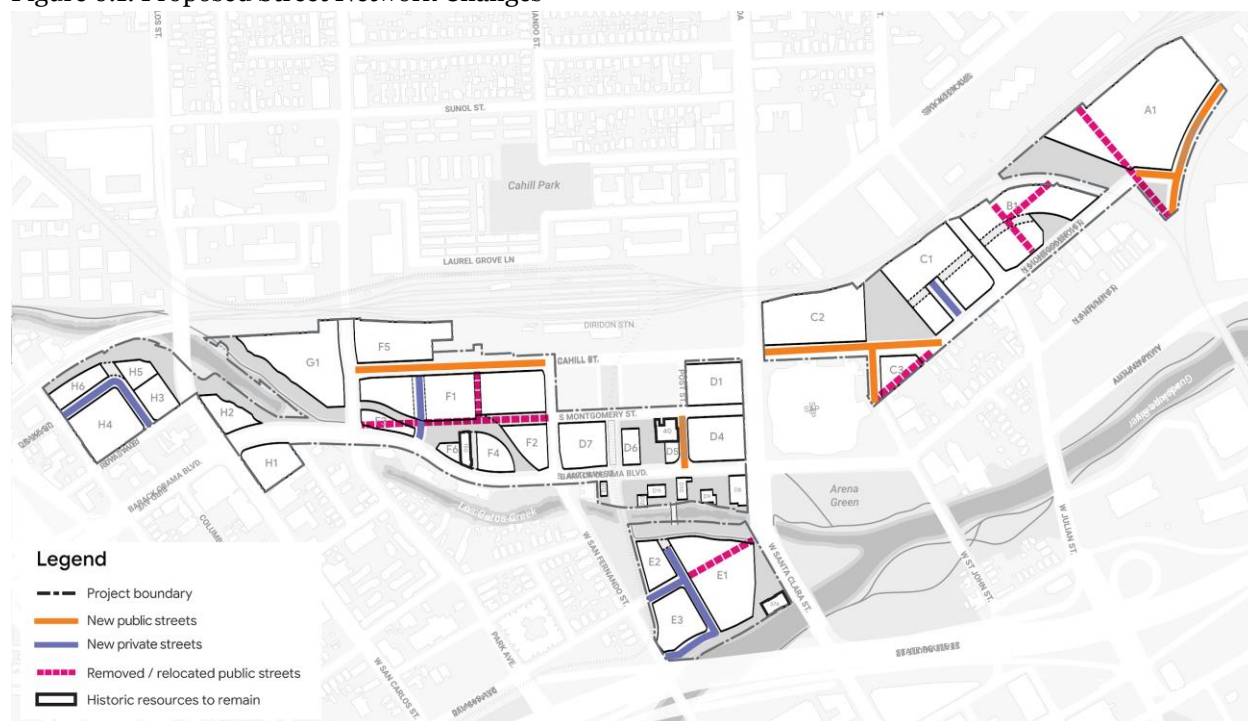 Figure 6.1: Proposed Street Network Changes
SUNOL ST.
Cahill Park
LAUREL GROVE LN
DIRIDON STN.
CAHILL ST.
POST ST.
S MONTGOMERY ST.
A1
B1
C1
C2
C3
SAP
D1
D4
D5
D6
D7
F5
F1
F2
F4
F6
G1
H6
H5
H3
H4
H2
H1
BARACK OBAMA BLVD.
Los Gatos Creek
Arena
Green
Guadalupe River
E2
E1
E3
W SAN FERNANDO ST.
W SANTA CLARA ST.
W ST JOHN ST.
W JULIAN ST.
PARK AVE.
W SAN CARLOS ST.
Legend
Project boundary
New public streets
New private streets
Removed / relocated public streets
Historic resources to remain